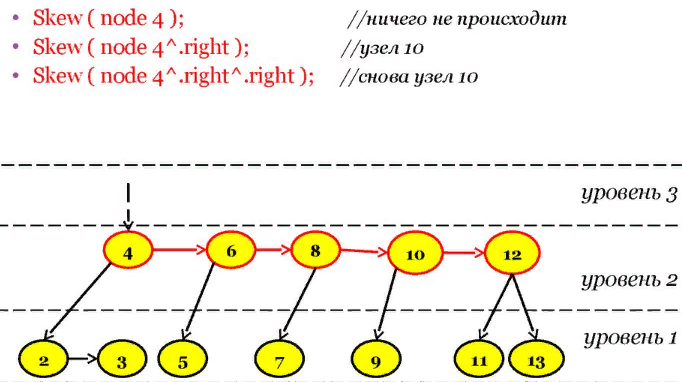 • Skew ( node 4 ); //ничего не происходит
• Skew ( node 4^.right ); //узел 10
• Skew ( node 4^.right^.right ); //снова узел 10
уровень 3
4 6 8 10 12
уровень 2
уровень 1
2 3 5 7 9 11 13